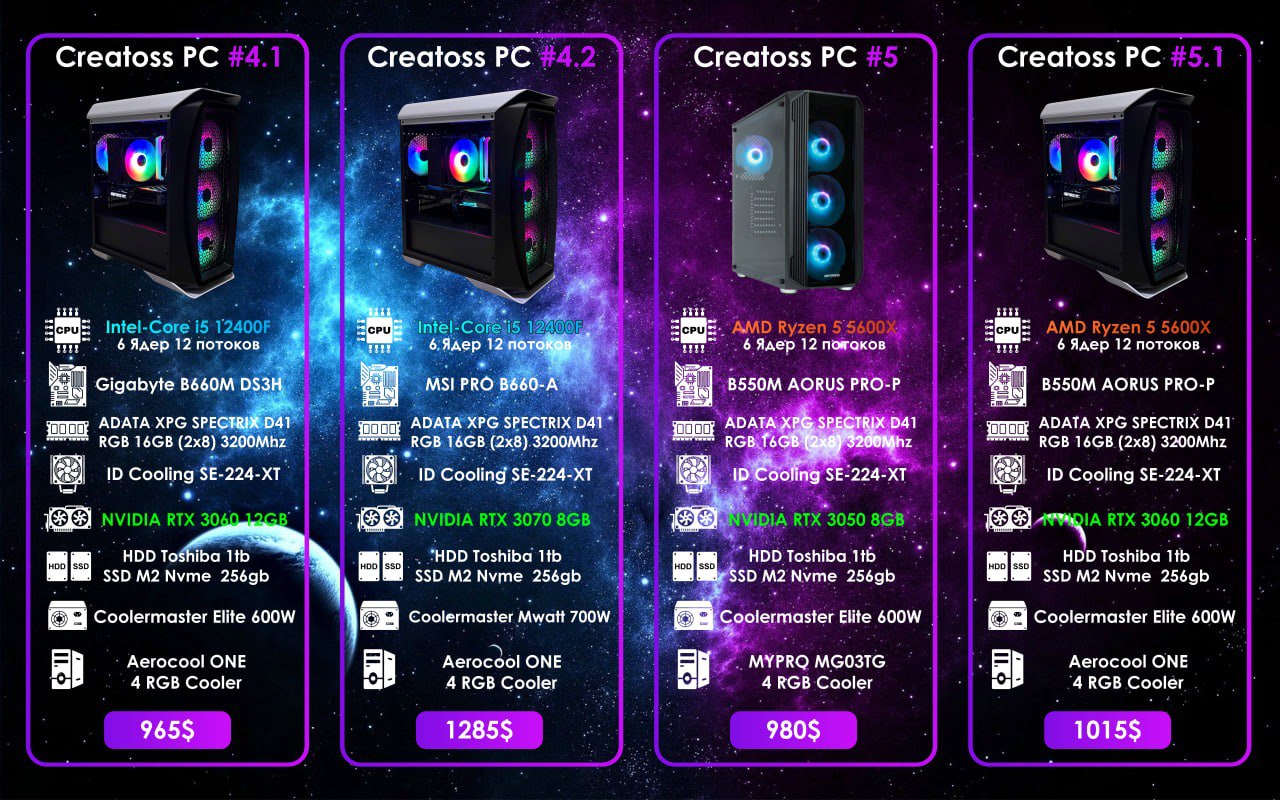 Creatoss PC #4.1
CPU
Intel-Core i5 12400F
6 Ядер 12 потоков
Gigabyte B660M DS3H
ADATA XPG SPECTRIX D41
RGB 16GB (2x8) 3200Mhz
ID Cooling SE-224-XT
NVIDIA RTX 3060 12GB
HDD SSD
HDD Toshiba 1tb
SSD M2 Nvme 256gb
Coolermaster Elite 600W
Aerocool ONE
4 RGB Cooler
965$
Creatoss PC #4.2
CPU
Intel-Core i5 12400F
6 Ядер 12 потоков
MSI PRO B660-A
ADATA XPG SPECTRIX D41
RGB 16GB (2x8) 3200Mhz
ID Cooling SE-224-XT
NVIDIA RTX 3070 8GB
HDD SSD
HDD Toshiba 1tb
SSD M2 Nvme 256gb
Coolermaster Mwatt 700W
Aerocool ONE
4 RGB Cooler
1285$
Creatoss PC #5
CPU
AMD Ryzen 5 5600X
6 Ядер 12 потоков
B550M AORUS PRO-P
ADATA XPG SPECTRIX D41
RGB 16GB (2x8) 3200Mhz
ID Cooling SE-224-XT
NVIDIA RTX 3050 8GB
HDD SSD
HDD Toshiba 1tb
SSD M2 Nvme 256gb
Coolermaster Elite 600W
MYPRO MG03TG
4 RGB Cooler
980$
Creatoss PC #5.1
CPU
AMD Ryzen 5 5600X
6 Ядер 12 потоков
B550M AORUS PRO-P
ADATA XPG SPECTRIX D41
RGB 16GB (2x8) 3200Mhz
ID Cooling SE-224-XT
NVIDIA RTX 3060 12GB
HDD SSD
HDD Toshiba 1tb
SSD M2 Nvme 256gb
Coolermaster Elite 600W
Aerocool ONE
4 RGB Cooler
1015$